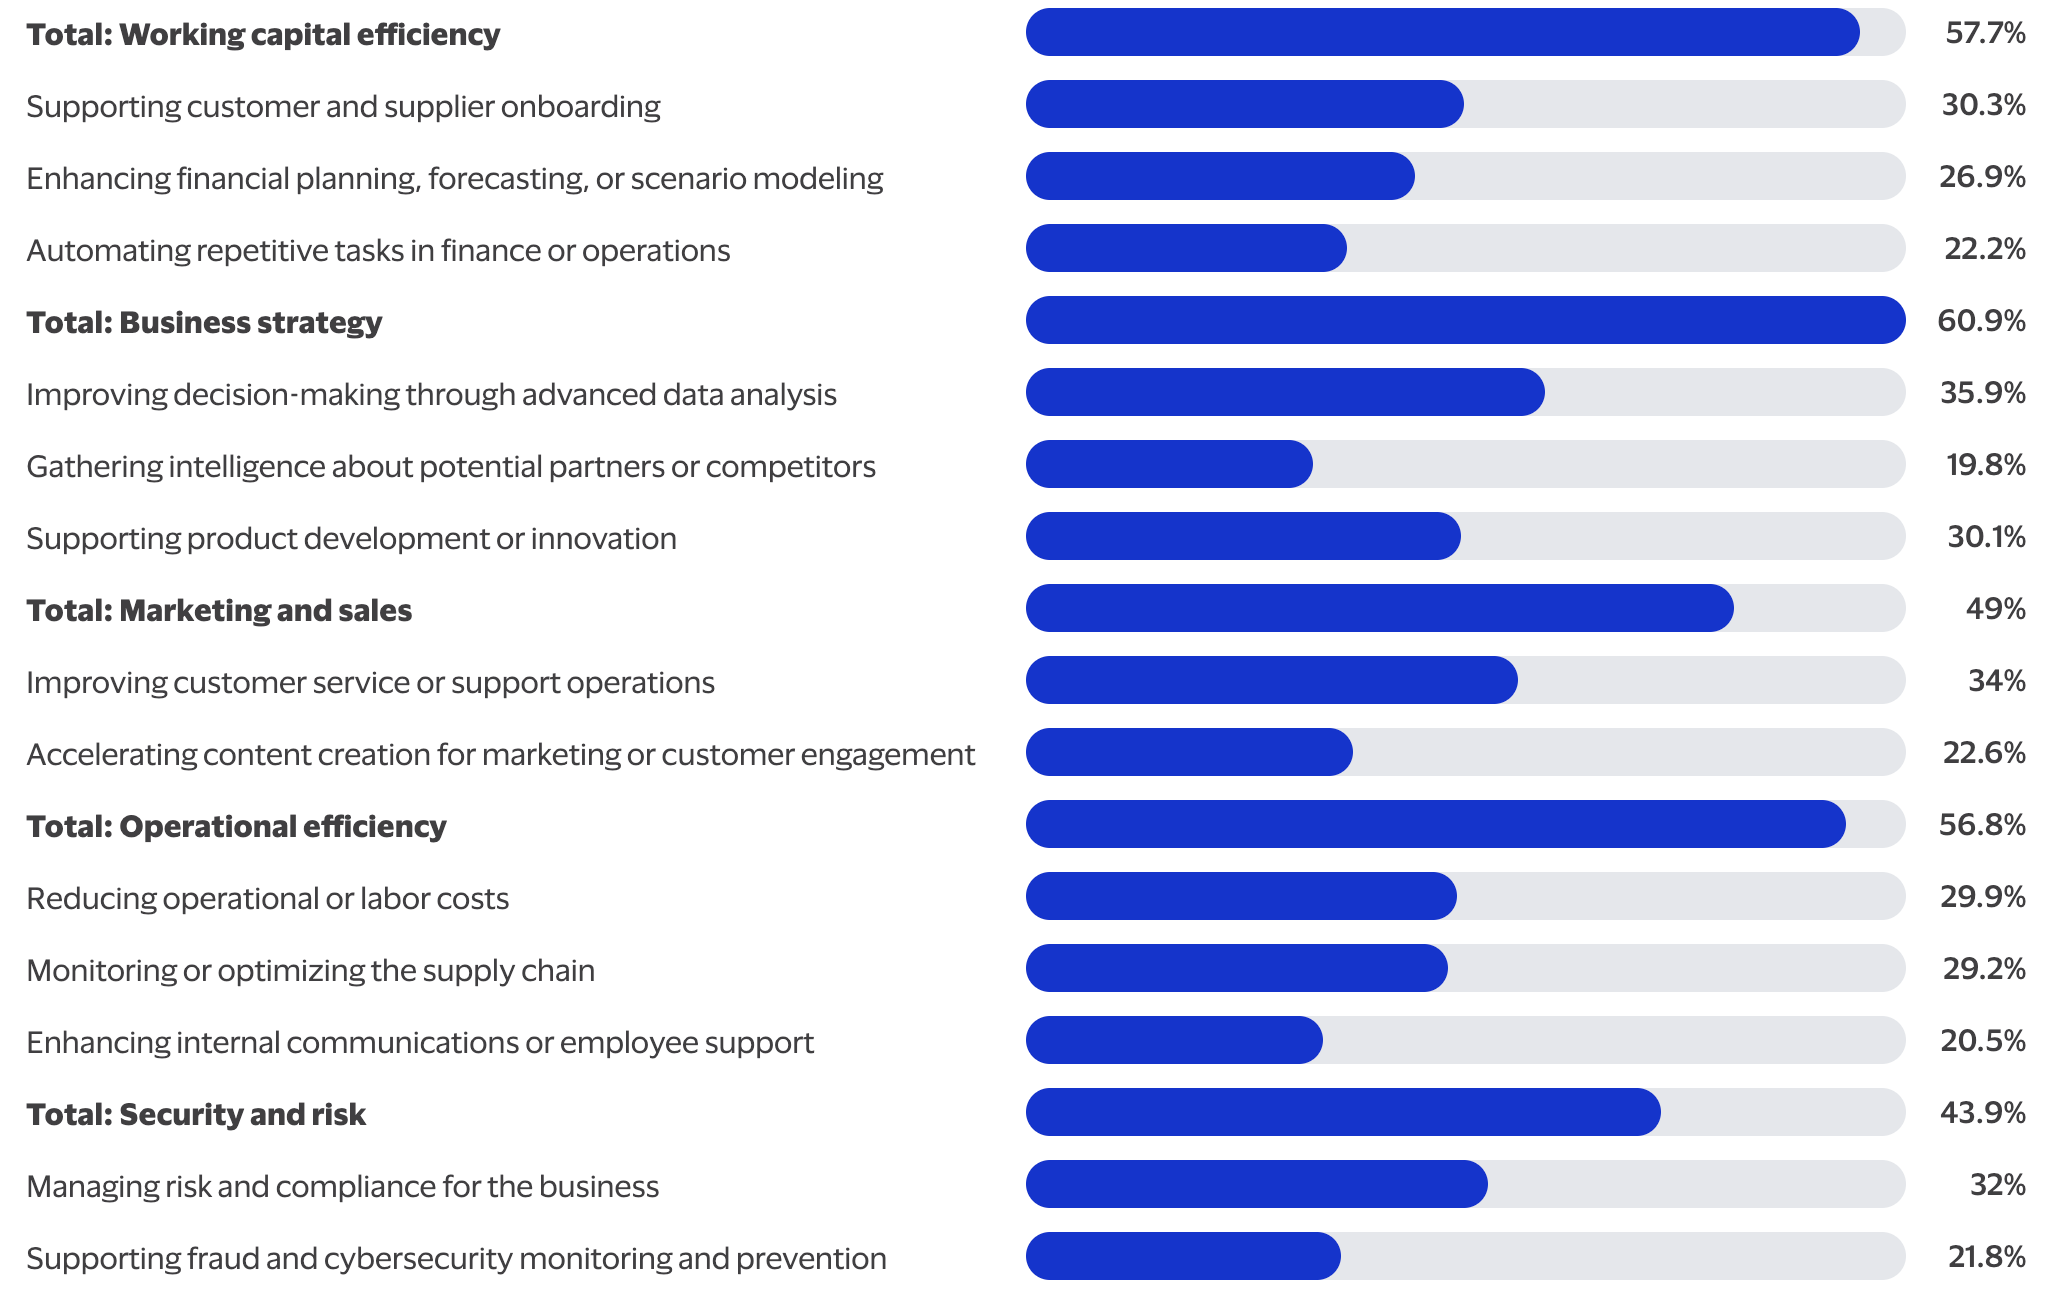 Total: Working capital efficiency 57.7%
Supporting customer and supplier onboarding 30.3%
Enhancing financial planning, forecasting, or scenario modeling 26.9%
Automating repetitive tasks in finance or operations 22.2%
Total: Business strategy 60.9%
Improving decision-making through advanced data analysis 35.9%
Gathering intelligence about potential partners or competitors 19.8%
Supporting product development or innovation 30.1%
Total: Marketing and sales 49%
Improving customer service or support operations 34%
Accelerating content creation for marketing or customer engagement 22.6%
Total: Operational efficiency 56.8%
Reducing operational or labor costs 29.9%
Monitoring or optimizing the supply chain 29.2%
Enhancing internal communications or employee support 20.5%
Total: Security and risk 43.9%
Managing risk and compliance for the business 32%
Supporting fraud and cybersecurity monitoring and prevention 21.8%